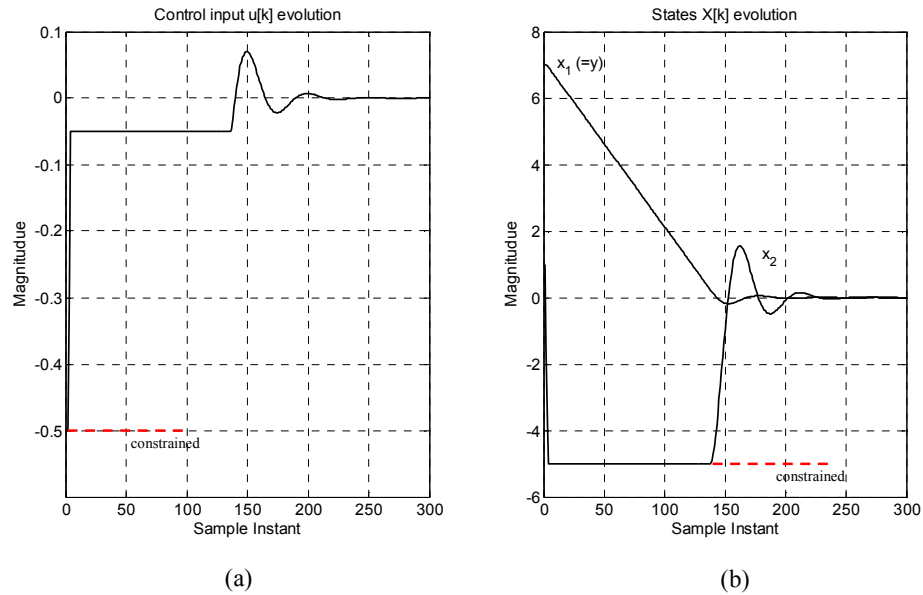 Control input u[k] evolution
Magnitudue
0.1
0
-0.1
-0.2
-0.3
-0.4
-0.5
constrained
0 50 100 150 200 250 300
Sample Instant
(a)
States X[k] evolution
Magnitudue
8
6
4
2
0
-2
-4
-6
x1 (=y)
x2
constrained
0 50 100 150 200 250 300
Sample Instant
(b)